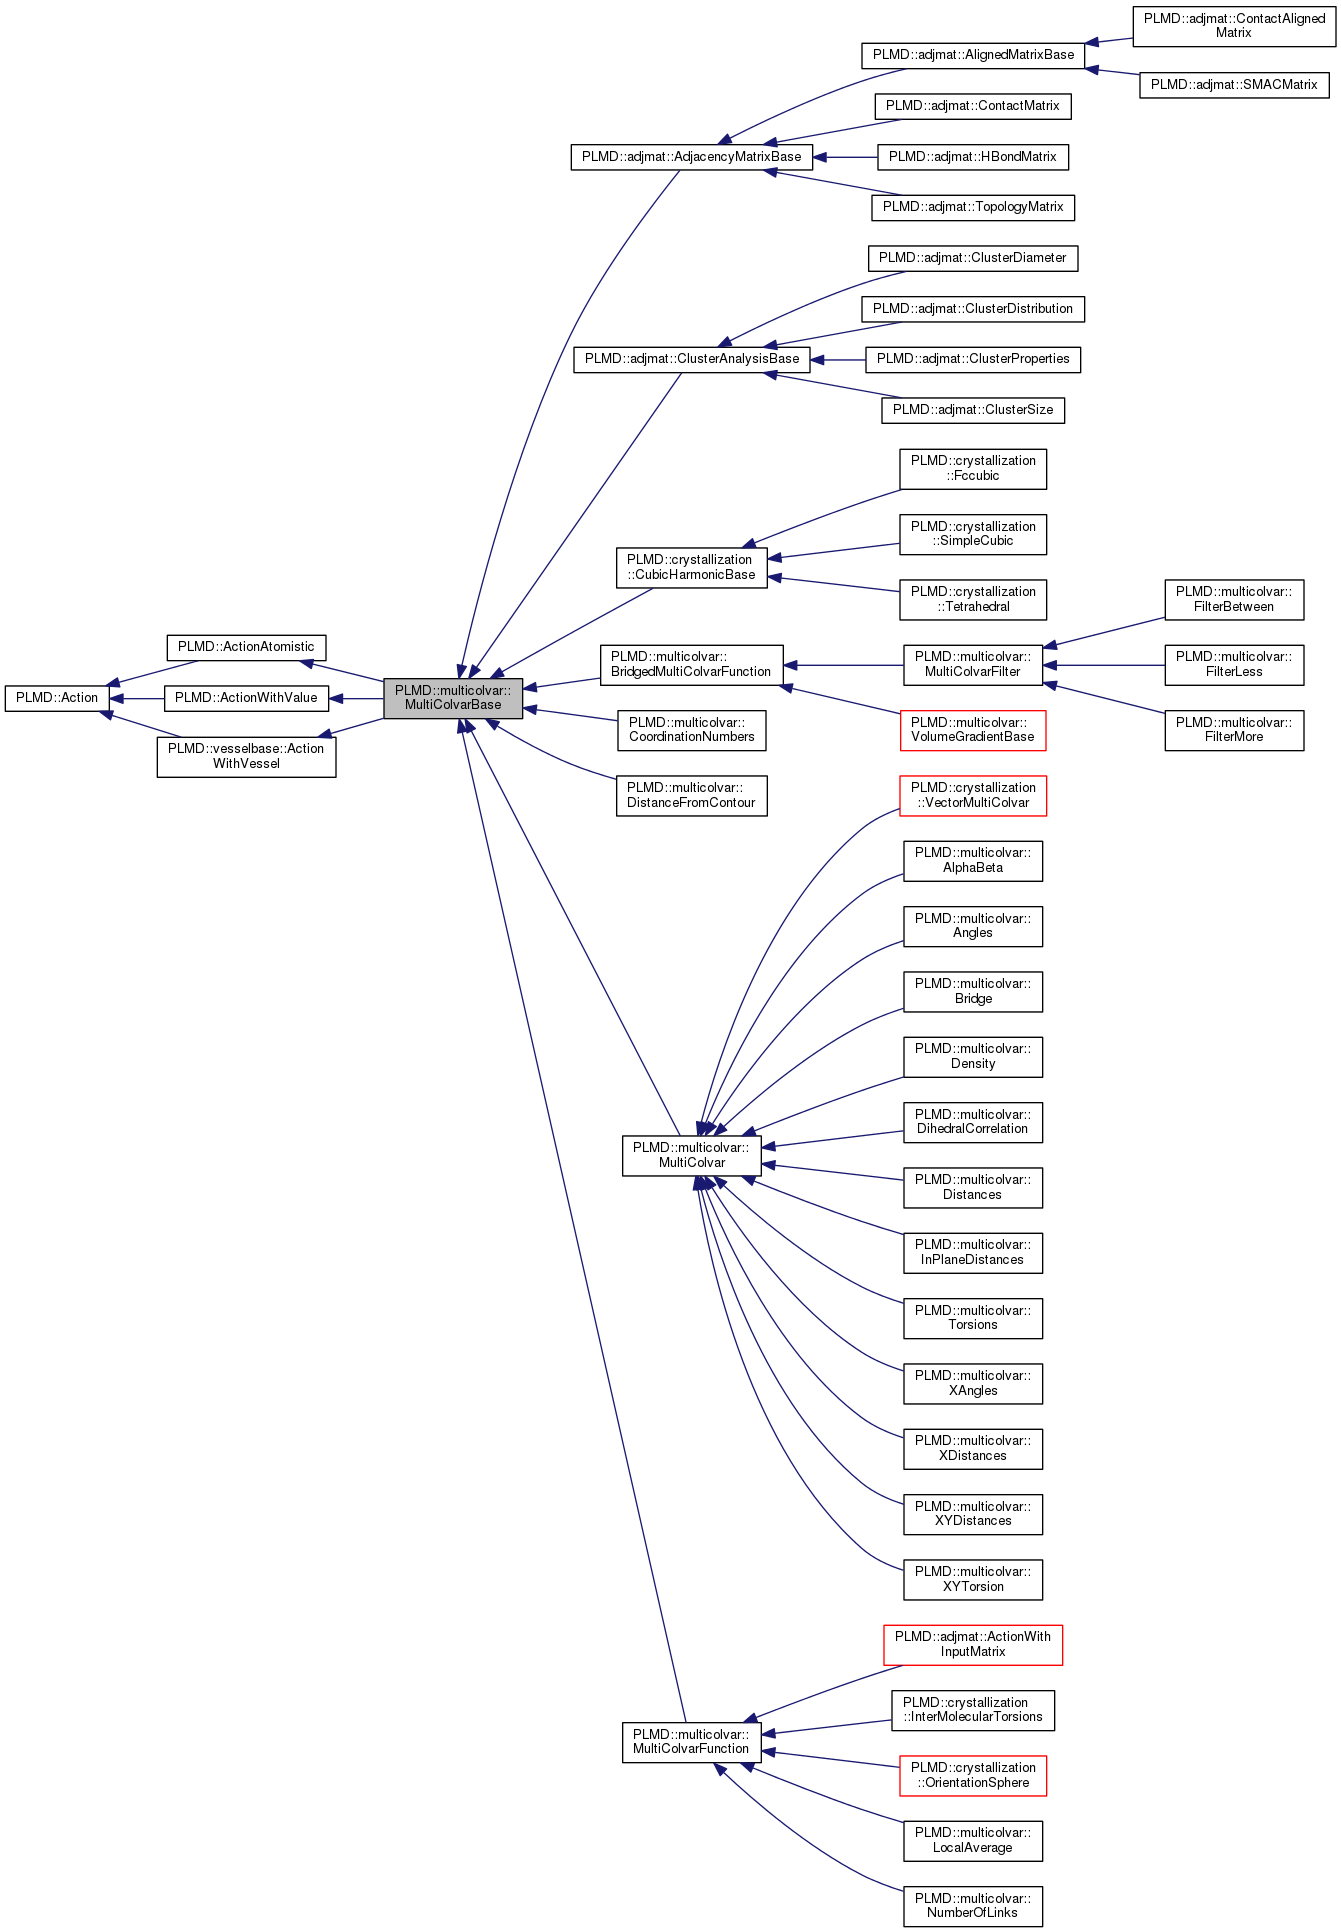 PLMD::adjmat::ContactAligned
Matrix
PLMD::adjmat::AlignedMatrixBase
PLMD::adjmat::SMACMatrix
PLMD::adjmat::ContactMatrix
PLMD::adjmat::AdjacencyMatrixBase
PLMD::adjmat::HBondMatrix
PLMD::adjmat::TopologyMatrix
PLMD::adjmat::ClusterDiameter
PLMD::adjmat::ClusterDistribution
PLMD::adjmat::ClusterAnalysisBase
PLMD::adjmat::ClusterProperties
PLMD::adjmat::ClusterSize
PLMD::crystallization
::Fccubic
PLMD::crystallization
::SimpleCubic
PLMD::crystallization
::CubicHarmonicBase
PLMD::crystallization
::Tetrahedral
PLMD::multicolvar::
FilterBetween
PLMD::ActionAtomistic
PLMD::multicolvar::
BridgedMultiColvarFunction
PLMD::multicolvar::
MultiColvarFilter
PLMD::multicolvar::
FilterLess
PLMD::Action
PLMD::ActionWithValue
PLMD::multicolvar::
MultiColvarBase
PLMD::multicolvar::
CoordinationNumbers
PLMD::multicolvar::
VolumeGradientBase
PLMD::multicolvar::
FilterMore
PLMD::vesselbase::Action
WithVessel
PLMD::multicolvar::
DistanceFromContour
PLMD::crystallization
::VectorMultiColvar
PLMD::multicolvar::
AlphaBeta
PLMD::multicolvar::
Angles
PLMD::multicolvar::
Bridge
PLMD::multicolvar::
Density
PLMD::multicolvar::
DihedralCorrelation
PLMD::multicolvar::
MultiColvar
PLMD::multicolvar::
Distances
PLMD::multicolvar::
InPlaneDistances
PLMD::multicolvar::
Torsions
PLMD::multicolvar::
XAngles
PLMD::multicolvar::
XDistances
PLMD::multicolvar::
XYDistances
PLMD::multicolvar::
XYTorsion
PLMD::adjmat::ActionWith
InputMatrix
PLMD::crystallization
::InterMolecularTorsions
PLMD::multicolvar::
MultiColvarFunction
PLMD::crystallization
::OrientationSphere
PLMD::multicolvar::
LocalAverage
PLMD::multicolvar::
NumberOfLinks